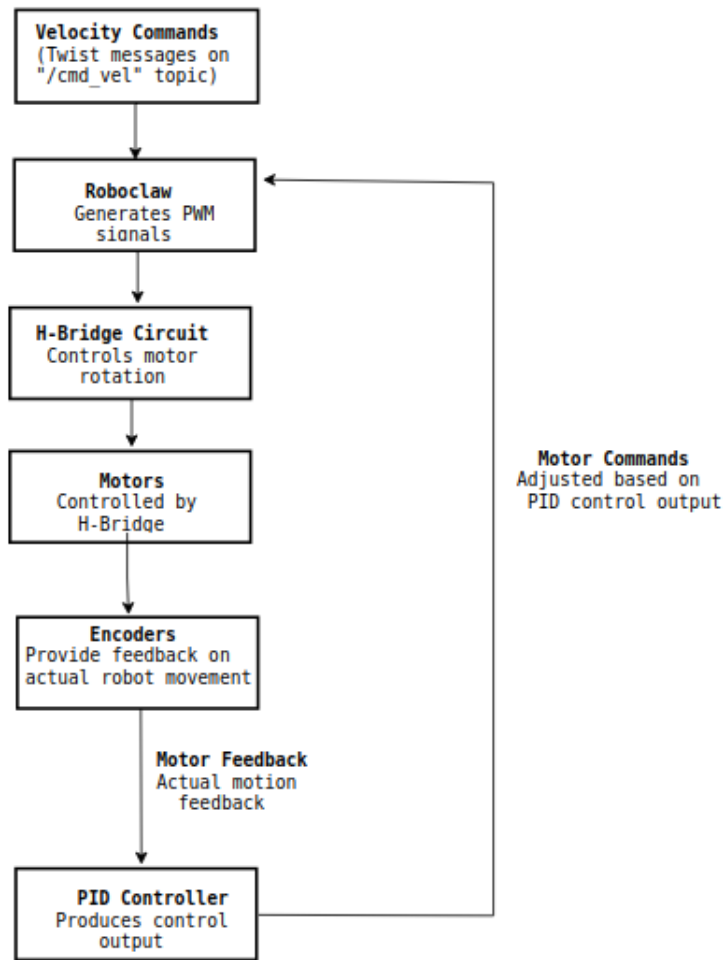 Velocity Commands
(Twist messages on
"/cmd_vel" topic)
Roboclaw
Generates PWM
signals
H-Bridge Circuit
Controls motor
rotation
Motors
Controlled by
H-Bridge
Motor Commands
Adjusted based on
PID control output
Encoders
Provide feedback on
actual robot movement
Motor Feedback
Actual motion
feedback
PID Controller
Produces control
output